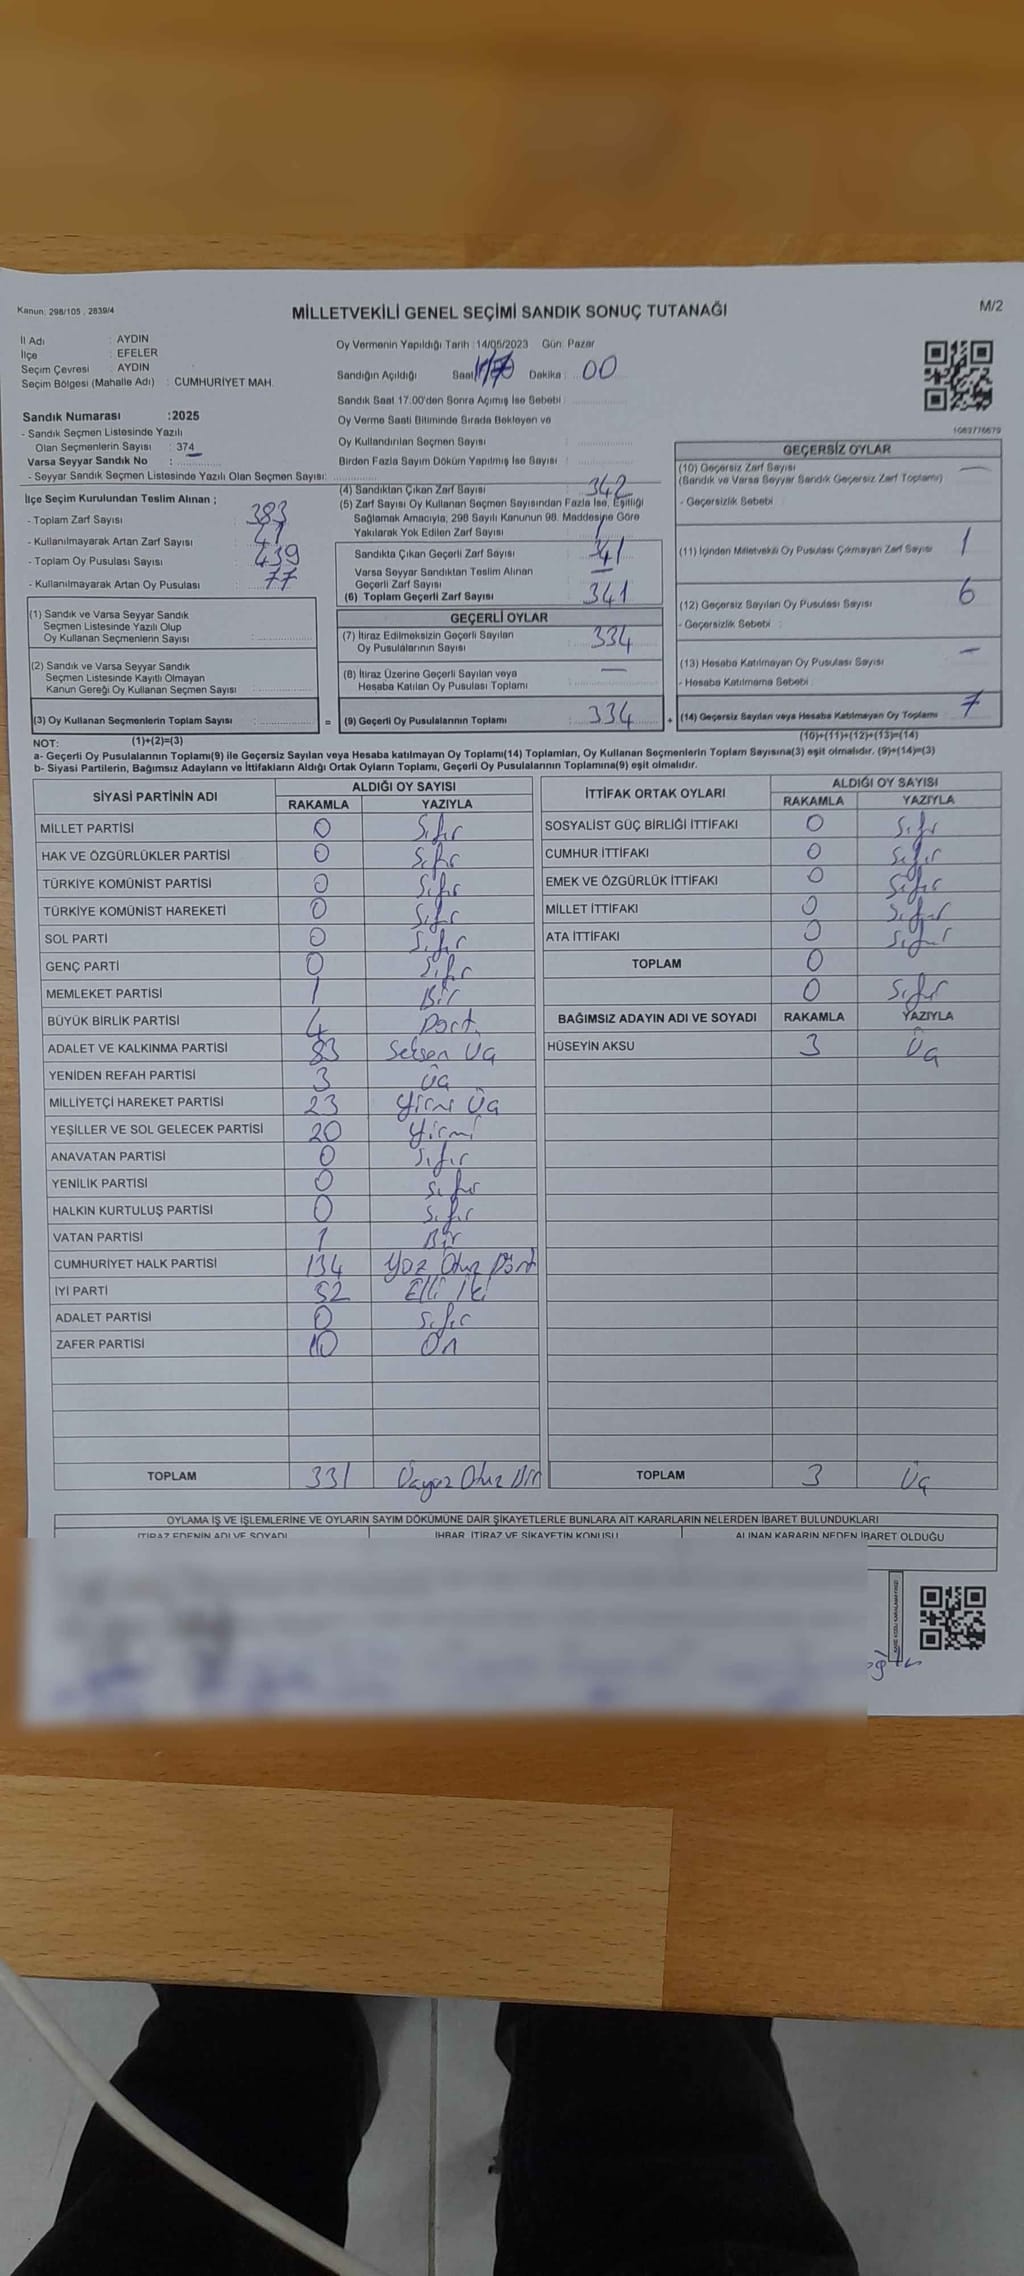 Kanun: 298/105 , 2839/4
MİLLETVEKİLİ GENEL SEÇİMİ SANDIK SONUÇ TUTANAĞI
M/2
İl Adı : AYDIN
İlçe : EFELER
Seçim Çevresi : AYDIN
Seçim Bölgesi (Mahalle Adı) : CUMHURİYET MAH.
Sandık Numarası :2025
- Sandık Seçmen Listesinde Yazılı
Olan Seçmenlerin Sayısı : 374
Varsa Seyyar Sandık No :
- Seyyar Sandık Seçmen Listesinde Yazılı Olan Seçmen Sayısı:
İlçe Seçim Kurulundan Teslim Alınan ;
- Toplam Zarf Sayısı : 383
- Kullanılmayarak Artan Zarf Sayısı : 41
- Toplam Oy Pusulası Sayısı : 439
- Kullanılmayarak Artan Oy Pusulası : 77
(1) Sandık ve Varsa Seyyar Sandık
Seçmen Listesinde Yazılı Olup
Oy Kullanan Seçmenlerin Sayısı :
(2) Sandık ve Varsa Seyyar Sandık
Seçmen Listesinde Kayıtlı Olmayan
Kanun Gereği Oy Kullanan Seçmen Sayısı :
(3) Oy Kullanan Seçmenlerin Toplam Sayısı :
Oy Vermenin Yapıldığı Tarih :14/05/2023 Gün: Pazar
Sandığın Açıldığı Saat Dakika : 00
Sandık Saat 17.00'den Sonra Açımış İse Sebebi :
Oy Verme Saati Bitiminde Sırada Bekleyen ve
Oy Kullandırılan Seçmen Sayısı :
Birden Fazla Sayım Döküm Yapılmış İse Sayısı :
(4) Sandıktan Çıkan Zarf Sayısı : 342
(5) Zarf Sayısı Oy Kullanan Seçmen Sayısından Fazla İse, Eşitliği
Sağlamak Amacıyla, 298 Sayılı Kanunun 98. Maddesine Göre
Yakılarak Yok Edilen Zarf Sayısı : 1
Sandıkta Çıkan Geçerli Zarf Sayısı :
Varsa Seyyar Sandıktan Teslim Alınan
Geçerli Zarf Sayısı : —
(6) Toplam Geçerli Zarf Sayısı : 341
GEÇERLİ OYLAR
(7) İtiraz Edilmeksizin Geçerli Sayılan
Oy Pusulalarının Sayısı : 334
(8) İtiraz Üzerine Geçerli Sayılan veya
Hesaba Katılan Oy Pusulası Toplamı : —
= (9) Geçerli Oy Pusulalarının Toplamı : 334
1083776679
GEÇERSİZ OYLAR
(10) Geçersiz Zarf Sayısı —
(Sandık ve Varsa Seyyar Sandık Geçersiz Zarf Toplamı)
- Geçersizlik Sebebi :
(11) İçinden Milletvekili Oy Pusulası Çıkmayan Zarf Sayısı : 1
(12) Geçersiz Sayılan Oy Pusulası Sayısı : 6
- Geçersizlik Sebebi :
(13) Hesaba Katılmayan Oy Pusulası Sayısı : —
- Hesaba Katılmama Sebebi :
+ (14) Geçersiz Sayılan veya Hesaba Katılmayan Oy Toplamı : 7
NOT: (1)+(2)=(3) (10)+(11)+(12)+(13)=(14)
a- Geçerli Oy Pusulalarının Toplamı(9) ile Geçersiz Sayılan veya Hesaba katılmayan Oy Toplamı(14) Toplamları, Oy Kullanan Seçmenlerin Toplam Sayısına(3) eşit olmalıdır. (9)+(14)=(3)
b- Siyasi Partilerin, Bağımsız Adayların ve İttifakların Aldığı Ortak Oyların Toplamı, Geçerli Oy Pusulalarının Toplamına(9) eşit olmalıdır.
SİYASİ PARTİNİN ADI ALDIĞI OY SAYISI
RAKAMLA YAZIYLA
MİLLET PARTİSİ 0 Sıfır
HAK VE ÖZGÜRLÜKLER PARTİSİ 0 Sıfır
TÜRKİYE KOMÜNİST PARTİSİ 0 Sıfır
TÜRKİYE KOMÜNİST HAREKETİ 0 Sıfır
SOL PARTİ 0 Sıfır
GENÇ PARTİ 0 Sıfır
MEMLEKET PARTİSİ 1 Bir
BÜYÜK BİRLİK PARTİSİ 4 Dört
ADALET VE KALKINMA PARTİSİ 83 Seksen Üç
YENİDEN REFAH PARTİSİ 3 Üç
MİLLİYETÇİ HAREKET PARTİSİ 23 Yirmi Üç
YEŞİLLER VE SOL GELECEK PARTİSİ 20 Yirmi
ANAVATAN PARTİSİ 0 Sıfır
YENİLİK PARTİSİ 0 Sıfır
HALKIN KURTULUŞ PARTİSİ 0 Sıfır
VATAN PARTİSİ 1 Bir
CUMHURİYET HALK PARTİSİ 134 Yüz Otuz Dört
İYİ PARTİ 52 Elli İki
ADALET PARTİSİ 0 Sıfır
ZAFER PARTİSİ 10 On
TOPLAM 331 Üçyüz Otuz Bir
İTTİFAK ORTAK OYLARI ALDIĞI OY SAYISI
RAKAMLA YAZIYLA
SOSYALİST GÜÇ BİRLİĞİ İTTİFAKI 0 Sıfır
CUMHUR İTTİFAKI 0 Sıfır
EMEK VE ÖZGÜRLÜK İTTİFAKI 0 Sıfır
MİLLET İTTİFAKI 0 Sıfır
ATA İTTİFAKI 0 Sıfır
TOPLAM 0
0 Sıfır
BAĞIMSIZ ADAYIN ADI VE SOYADI RAKAMLA YAZIYLA
HÜSEYİN AKSU 3 Üç
TOPLAM 3 Üç
OYLAMA İŞ VE İŞLEMLERİNE VE OYLARIN SAYIM DÖKÜMÜNE DAİR ŞİKAYETLERLE BUNLARA AİT KARARLARIN NELERDEN İBARET BULUNDUKLARI
İTİRAZ EDENİN ADI VE SOYADI İHBAR, İTİRAZ VE ŞİKAYETİN KONUSU ALINAN KARARIN NEDEN İBARET OLDUĞU